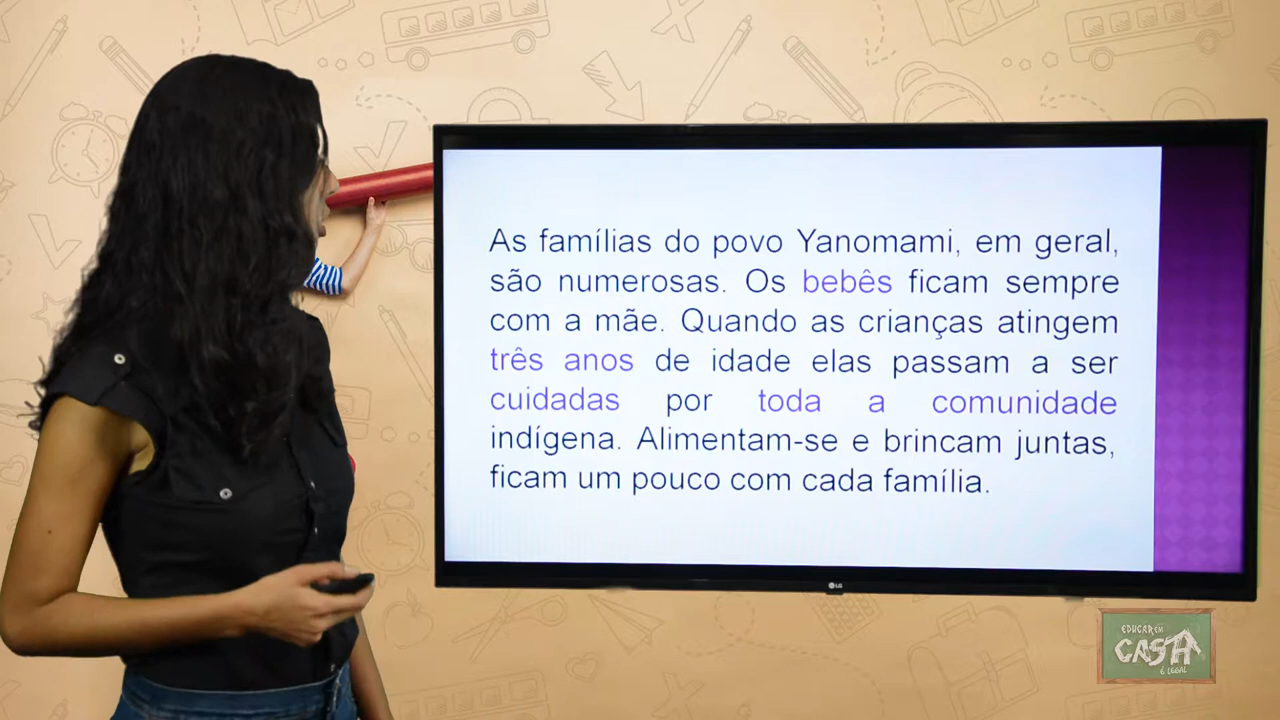 As famílias do povo Yanomami, em geral,
são numerosas. Os bebês ficam sempre
com a mãe. Quando as crianças atingem
três anos de idade elas passam a ser
cuidadas por toda a comunidade
indígena. Alimentam-se e brincam juntas,
ficam um pouco com cada família.
LG
EDUCAR EM
CASA
É LEGAL